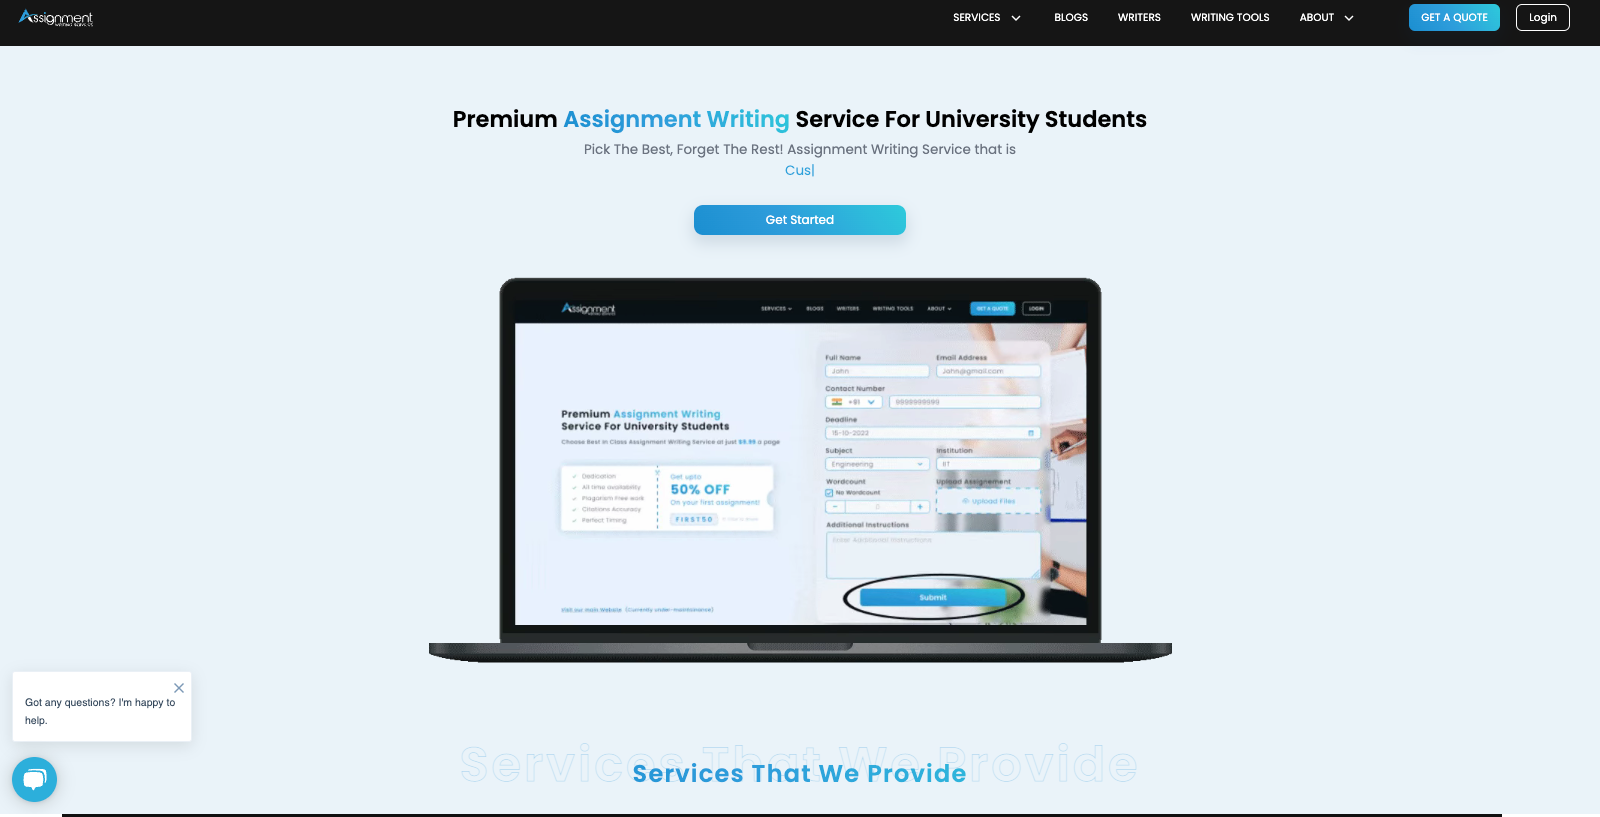 Assignment
WRITING SERVICES
SERVICES
BLOGS
WRITERS
WRITING TOOLS
ABOUT
GET A QUOTE
Login
Premium Assignment Writing Service For University Students
Pick The Best, Forget The Rest! Assignment Writing Service that is
Cus|
Get Started
Assignment
SERVICES
BLOGS
WRITERS
WRITING TOOLS
ABOUT
GET A QUOTE
LOGIN
Premium Assignment Writing
Service For University Students
Choose Best in Class Assignment Writing Service at just $9.99 a page
Dedication
All time availability
Plagarism Free work
Citations Accuracy
Perfect Timing
Get upto
50% OFF
On your first assignment!
FIRST50
Visit our main Website (Currently under-maintainance)
Full Name
Email Address
John
John@gmail.com
Contact Number
+91
9999999999
Deadline
15-10-2022
Subject
Institution
Engineering
IIT
Wordcount
Upload Assignement
No Wordcount
- 0 +
Upload Files
Additional Instructions
Enter Additional Instructions
Submit
Got any questions? I'm happy to
help.
Services That We Provide
Services That We Provide